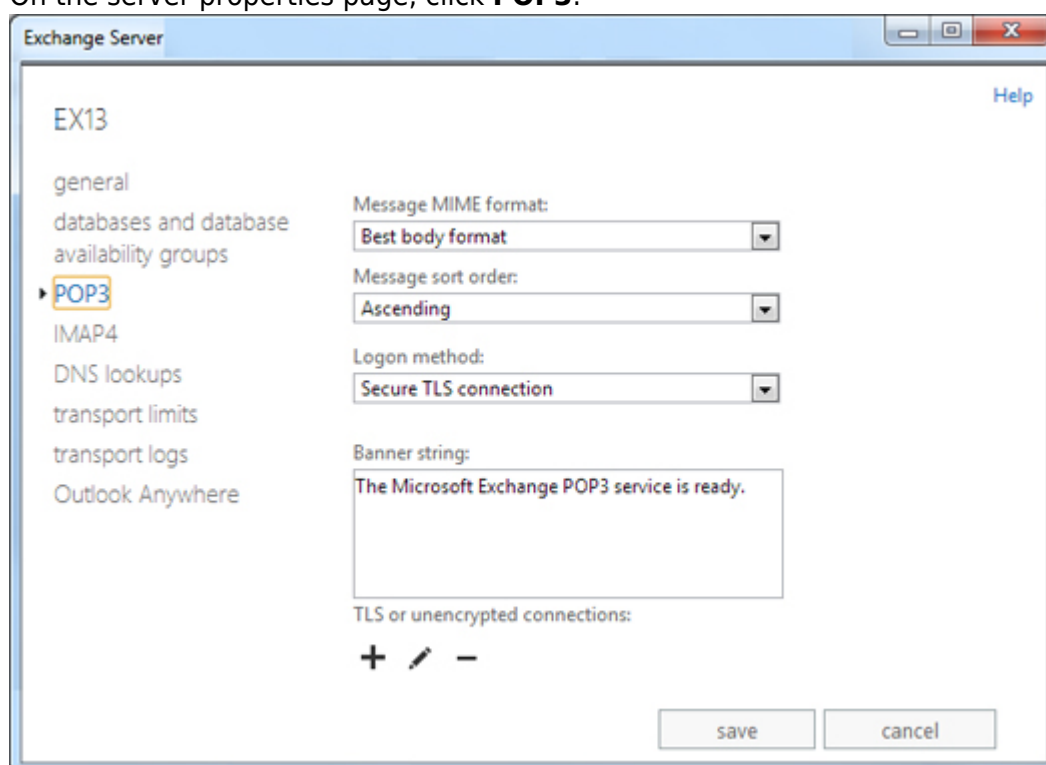 On the server properties page, click POP3.
Exchange Server
Help
EX13
general
databases and database
availability groups
POP3
IMAP4
DNS lookups
transport limits
transport logs
Outlook Anywhere
Message MIME format:
Best body format
Message sort order:
Ascending
Logon method:
Secure TLS connection
Banner string:
The Microsoft Exchange POP3 service is ready.
TLS or unencrypted connections:
save
cancel